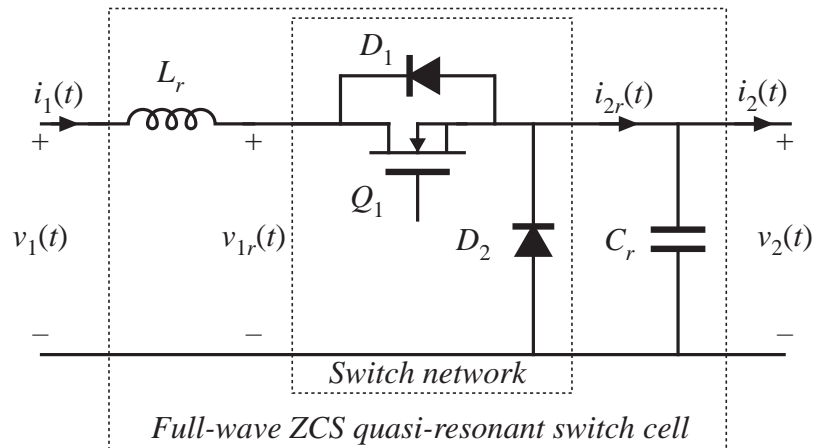 D₁
Lᵣ
i₁(t)
i₂ᵣ(t)
i₂(t)
+
+
+
Q₁
v₁(t)
v₁ᵣ(t)
D₂
Cᵣ
v₂(t)
–
–
–
Switch network
Full-wave ZCS quasi-resonant switch cell